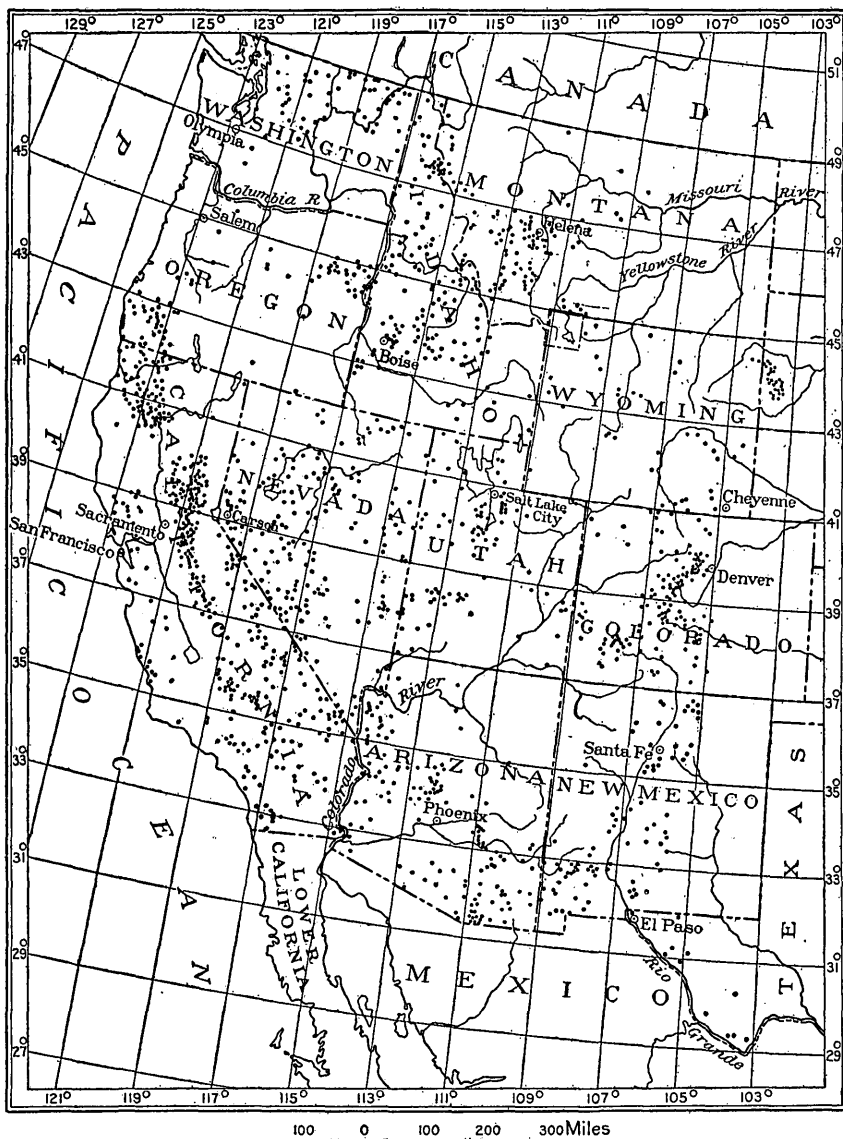 129° 127° 125° 123° 121° 119° 117° 115° 113° 111° 109° 107° 105° 103°
47°
45°
43°
41°
39°
37°
35°
33°
31°
29°
27°
51°
49°
47°
45°
43°
41°
39°
37°
35°
33°
31°
29°
CANADA
WASHINGTON
Olympia
Columbia R
Salem
OREGON
IDAHO
Boise
MONTANA
Missouri River
Helena
Yellowstone River
WYOMING
Cheyenne
NEVADA
Carson
CALIFORNIA
Sacramento
San Francisco
UTAH
Salt Lake City
COLORADO
Denver
River
Colorado
ARIZONA
Phoenix
NEW MEXICO
Santa Fe
TEXAS
El Paso
Rio
Grande
LOWER
CALIFORNIA
MEXICO
PACIFIC
OCEAN
121° 119° 117° 115° 113° 111° 109° 107° 105° 103°
100 0 100 200 300 Miles